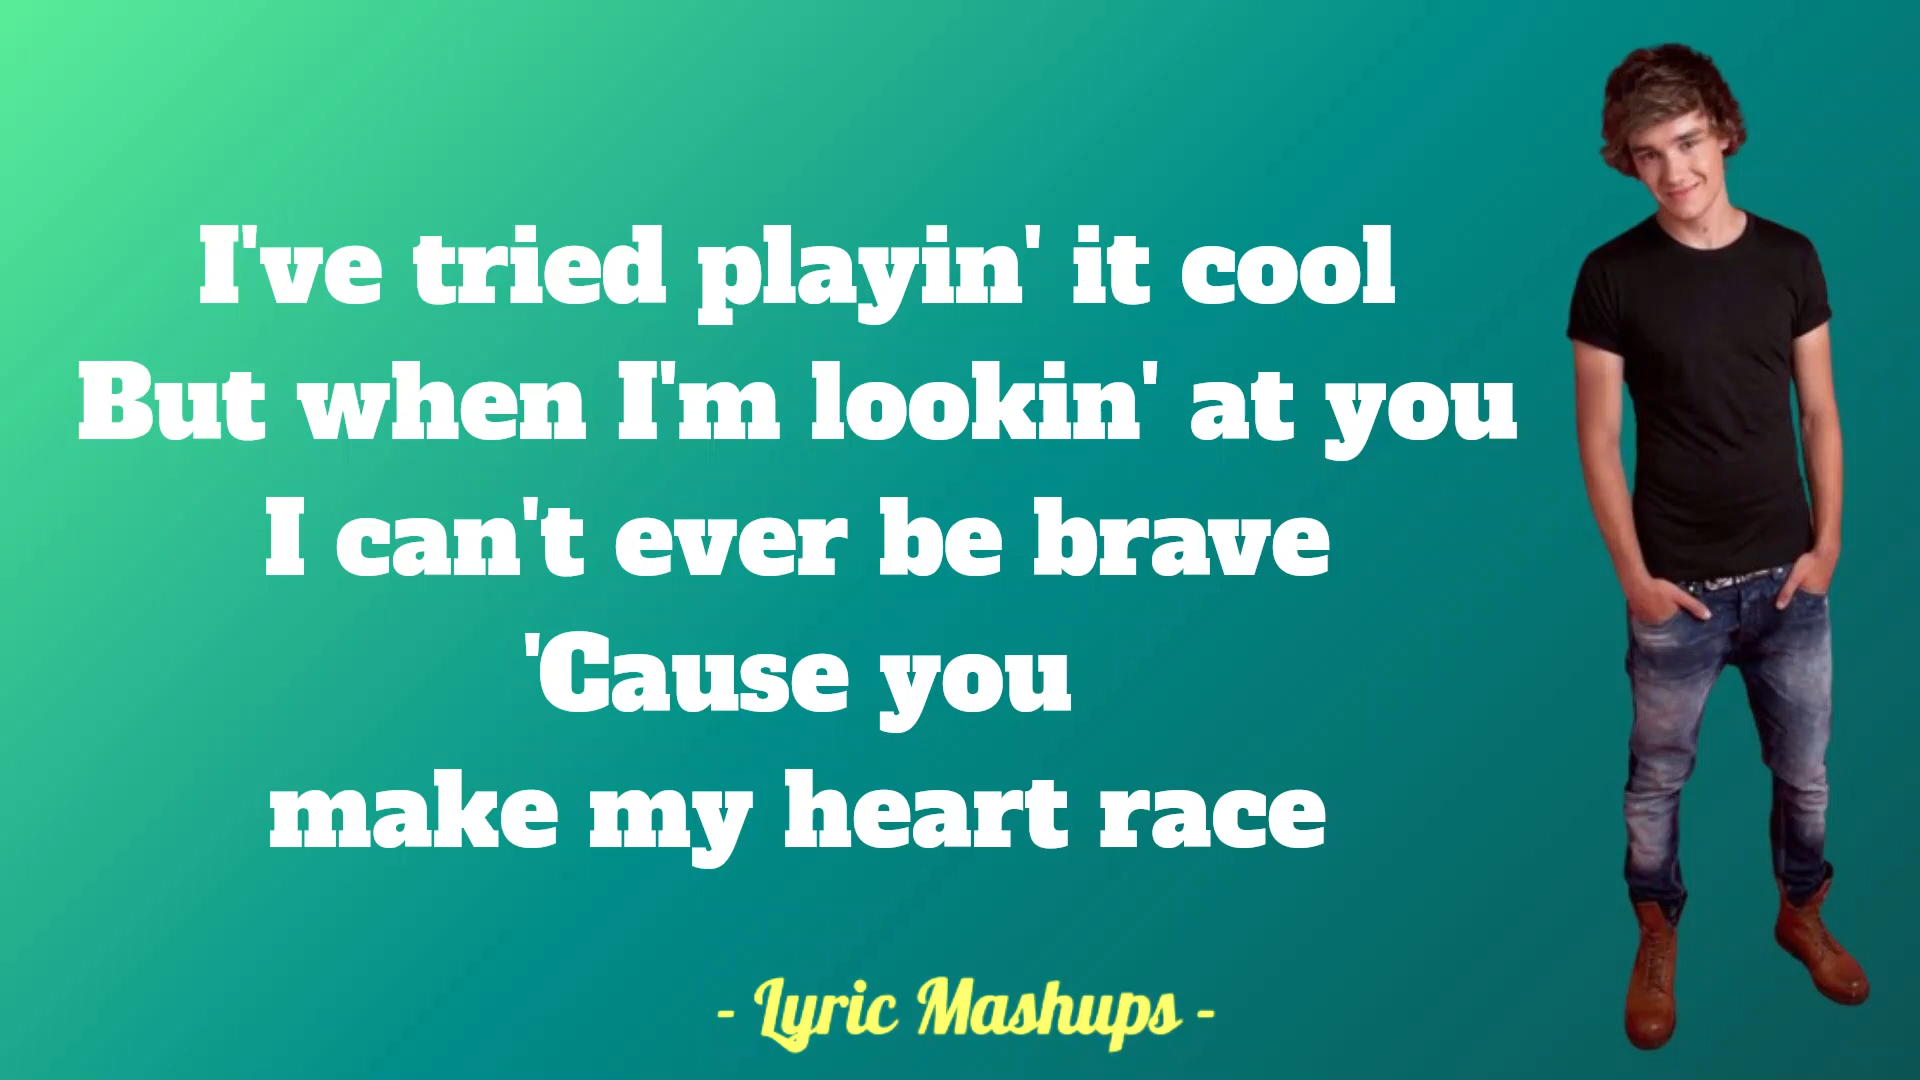 I've tried playin' it cool
But when I'm lookin' at you
I can't ever be brave
'Cause you
make my heart race
- Lyric Mashups -